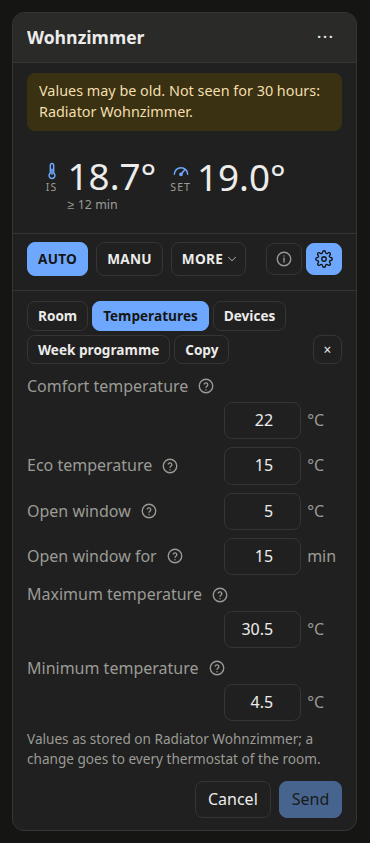 Wohnzimmer
...
Values may be old. Not seen for 30 hours:
Radiator Wohnzimmer.
IS 18.7° SET 19.0°
≥ 12 min
AUTO MANU MORE
Room Temperatures Devices
Week programme Copy ×
Comfort temperature ?
22 °C
Eco temperature ? 15 °C
Open window ? 5 °C
Open window for ? 15 min
Maximum temperature ?
30.5 °C
Minimum temperature ?
4.5 °C
Values as stored on Radiator Wohnzimmer; a
change goes to every thermostat of the room.
Cancel Send